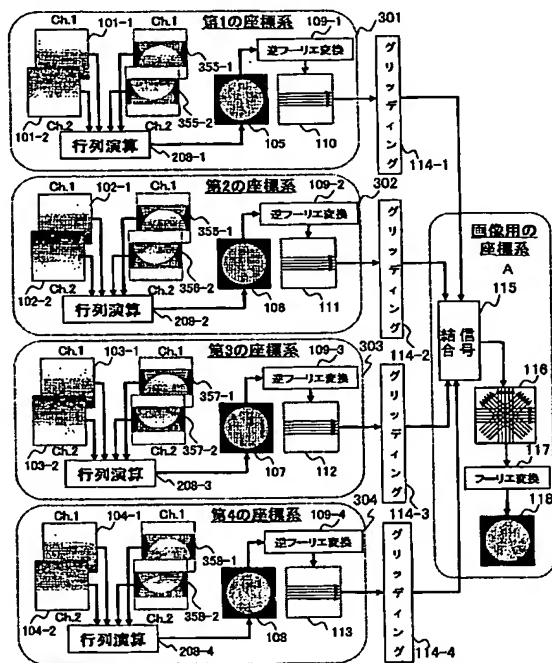 Ch.1
101-1
Ch.1
第1の座標系
109-1
301
逆フーリエ変換
355-1
101-2
Ch.2
Ch.2
355-2
行列演算
208-1
105
110
グリッディング
114-1
Ch.1
102-1
Ch.1
第2の座標系
109-2
302
逆フーリエ変換
356-1
102-2
Ch.2
Ch.2
356-2
行列演算
208-2
106
111
グリッディング
114-2
Ch.1
103-1
Ch.1
第3の座標系
109-3
303
逆フーリエ変換
357-1
103-2
Ch.2
Ch.2
357-2
行列演算
208-3
107
112
グリッディング
114-3
Ch.1
104-1
Ch.1
第4の座標系
109-4
304
逆フーリエ変換
358-1
104-2
Ch.2
Ch.2
358-2
行列演算
208-4
108
113
グリッディング
114-4
画像用の
座標系
A
115
信号
結合
116
117
フーリエ変換
118